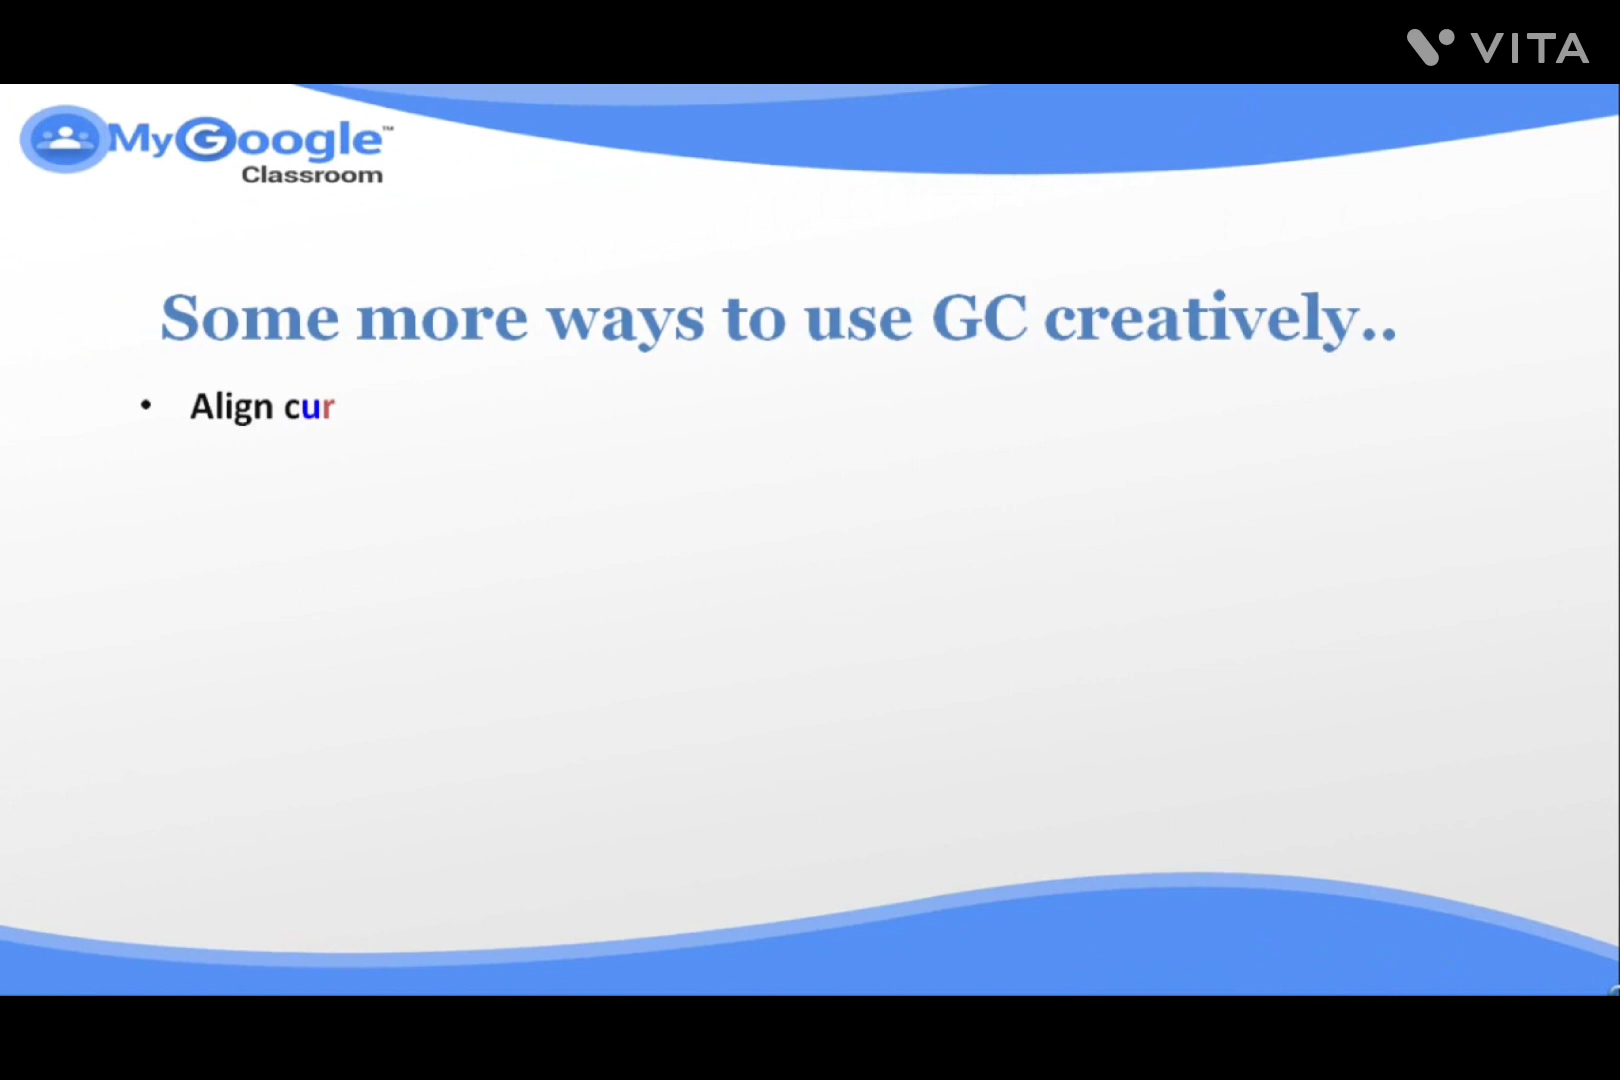 VITA
MyGoogle™
Classroom
Some more ways to use GC creatively..
• Align cur